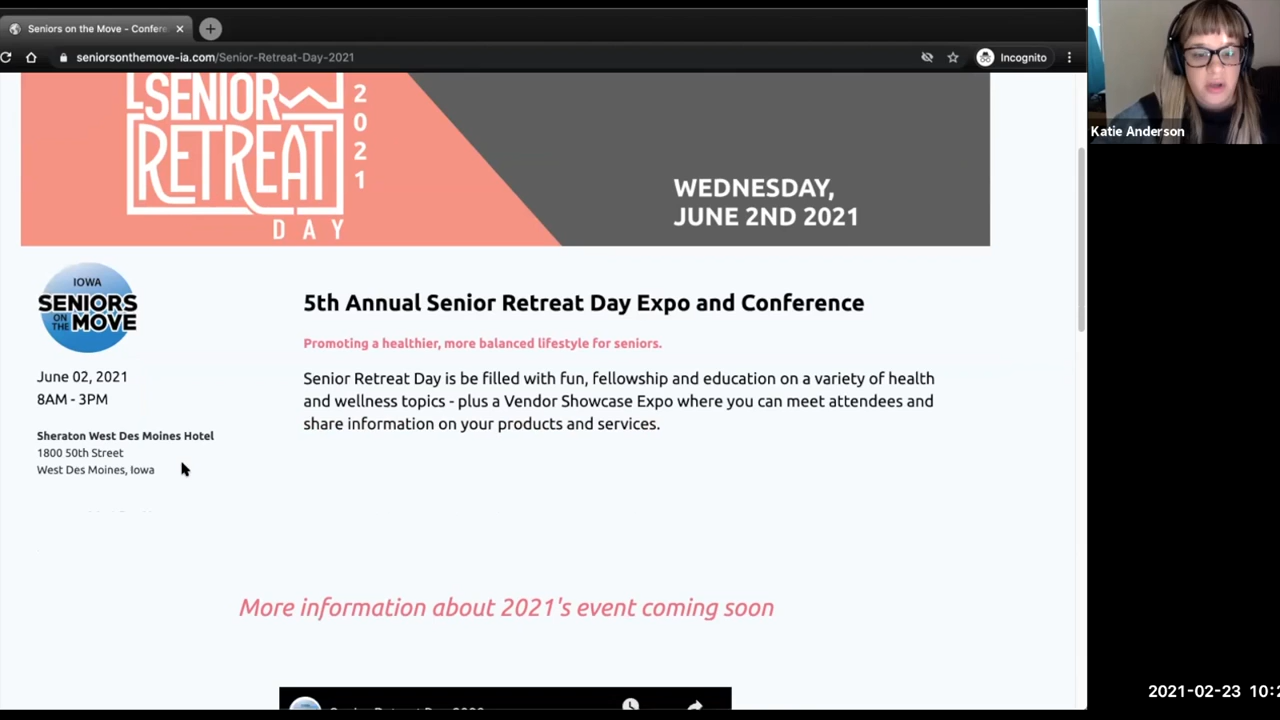 Seniors on the Move - Confere
seniorsonthemove-ia.com/Senior-Retreat-Day-2021
Incognito
Katie Anderson
SENIOR
RETREAT
DAY
2
0
2
1
WEDNESDAY,
JUNE 2ND 2021
IOWA
SENIORS
ON THE MOVE
June 02, 2021
8AM - 3PM
Sheraton West Des Moines Hotel
1800 50th Street
West Des Moines, Iowa
5th Annual Senior Retreat Day Expo and Conference
Promoting a healthier, more balanced lifestyle for seniors.
Senior Retreat Day is be filled with fun, fellowship and education on a variety of health
and wellness topics - plus a Vendor Showcase Expo where you can meet attendees and
share information on your products and services.
More information about 2021's event coming soon
2021-02-23 10:2